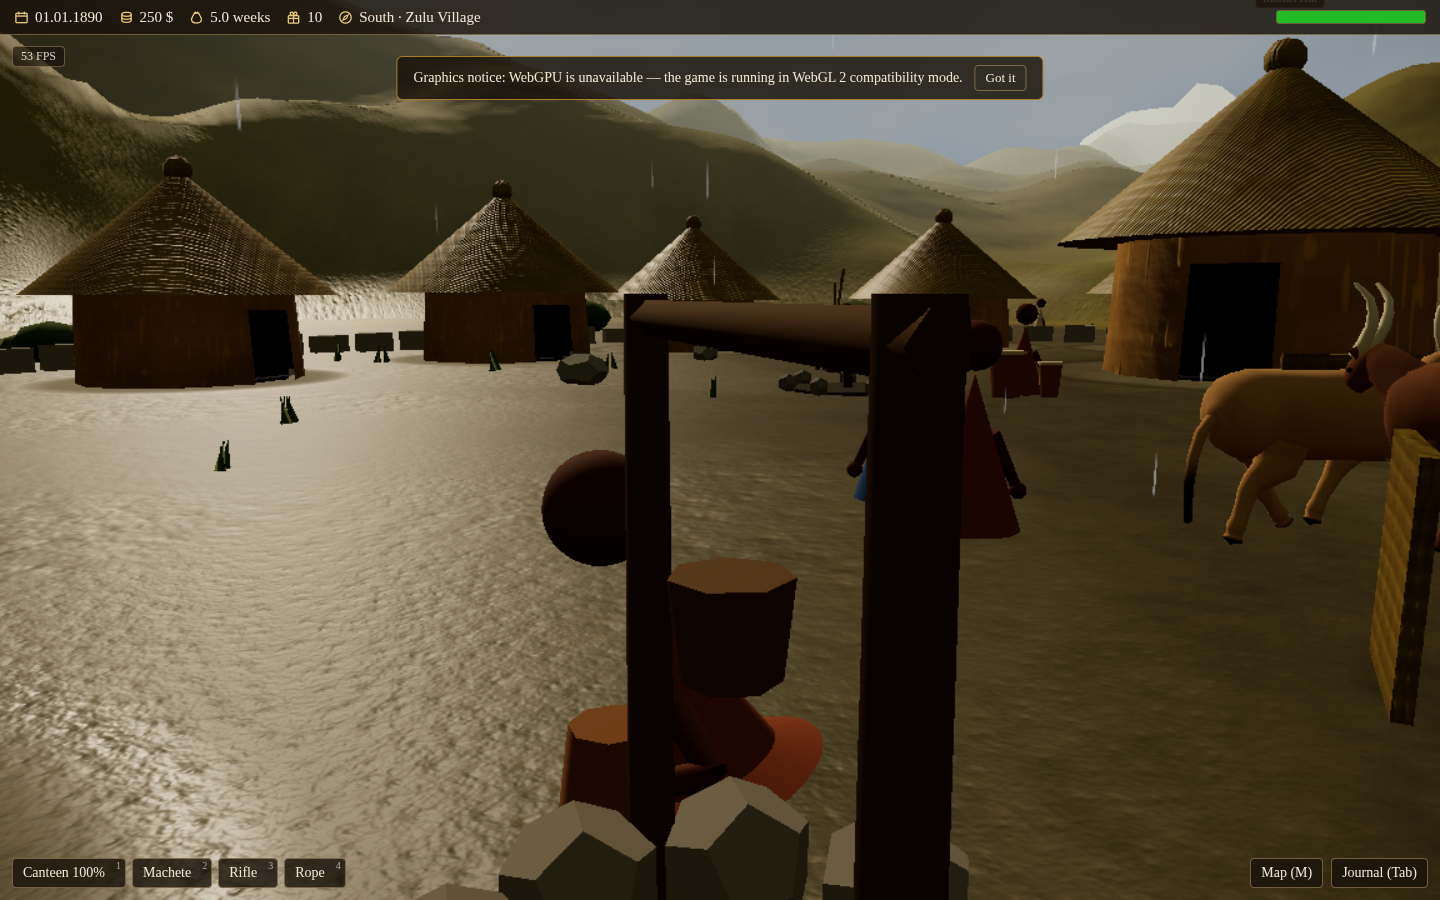 01.01.1890 250 $ 5.0 weeks 10 South · Zulu Village
53 FPS
Graphics notice: WebGPU is unavailable — the game is running in WebGL 2 compatibility mode. Got it
Canteen 100% 1 Machete 2 Rifle 3 Rope 4
Map (M) Journal (Tab)